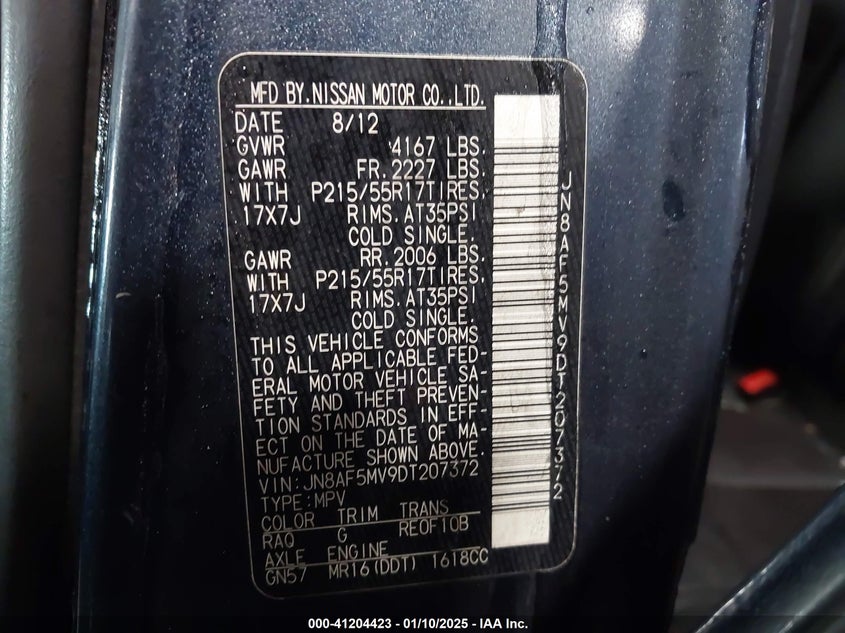 MFD BY.NISSAN MOTOR CO.,LTD.
DATE 8/12
GVWR 4167 LBS.
GAWR FR.2227 LBS.
WITH P215/55R17TIRES.
17X7J RIMS.AT35PSI
COLD SINGLE.
GAWR RR.2006 LBS.
WITH P215/55R17TIRES.
17X7J RIMS.AT35PSI
COLD SINGLE.
THIS VEHICLE CONFORMS
TO ALL APPLICABLE FED-
ERAL MOTOR VEHICLE SA-
FETY AND THEFT PREVEN-
TION STANDARDS IN EFF-
ECT ON THE DATE OF MA-
NUFACTURE SHOWN ABOVE.
VIN:JN8AF5MV9DT207372
TYPE:MPV
COLOR TRIM TRANS
RAQ G RE0F10B
AXLE ENGINE
GN57 MR16(DDT) 1618CC
JN8AF5MV9DT207372
000-41204423 - 01/10/2025 - IAA Inc.